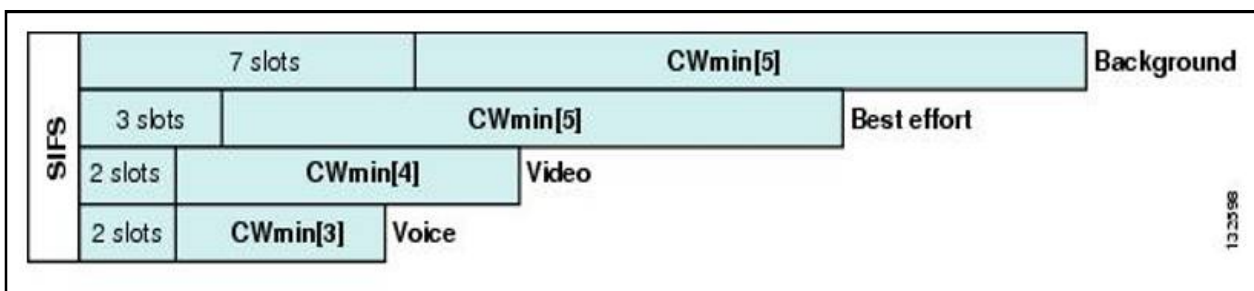 SIFS
7 slots CWmin[5] Background
3 slots CWmin[5] Best effort
2 slots CWmin[4] Video
2 slots CWmin[3] Voice
132598